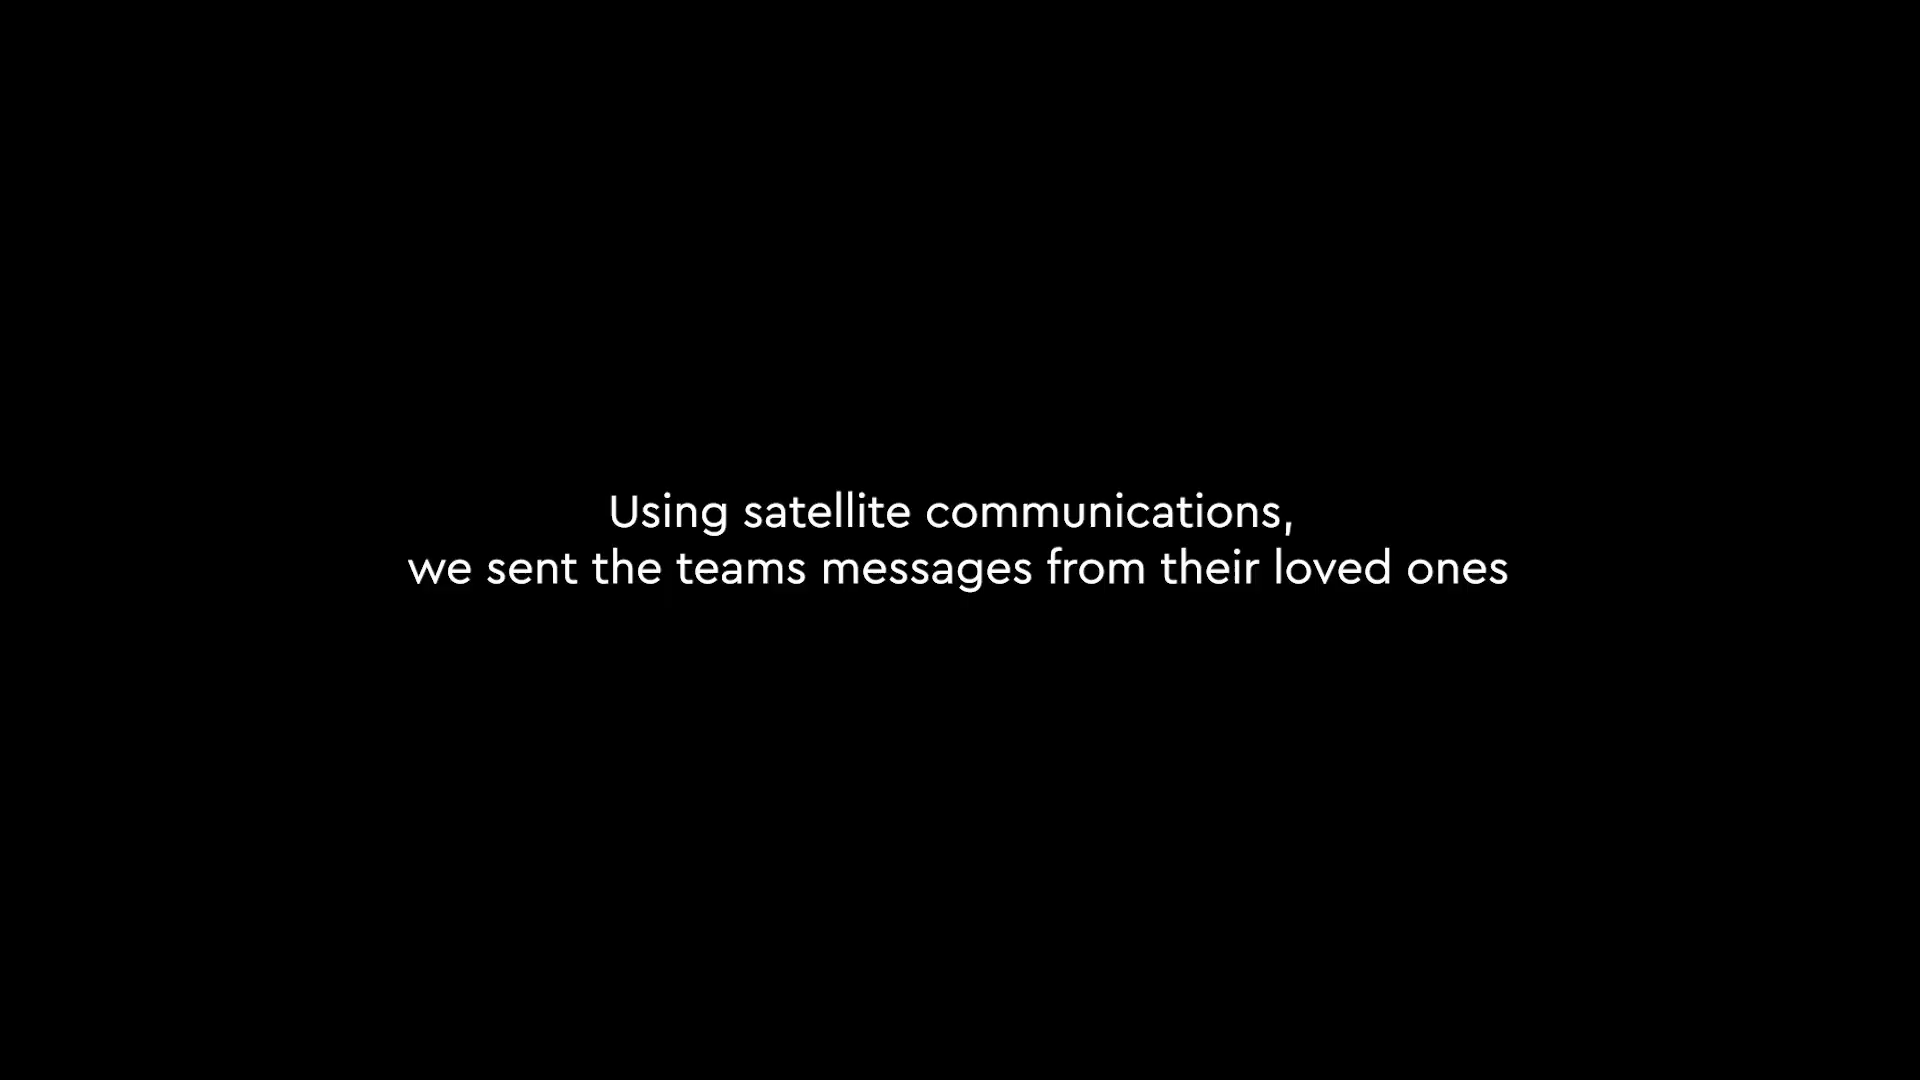 Using satellite communications,
we sent the teams messages from their loved ones